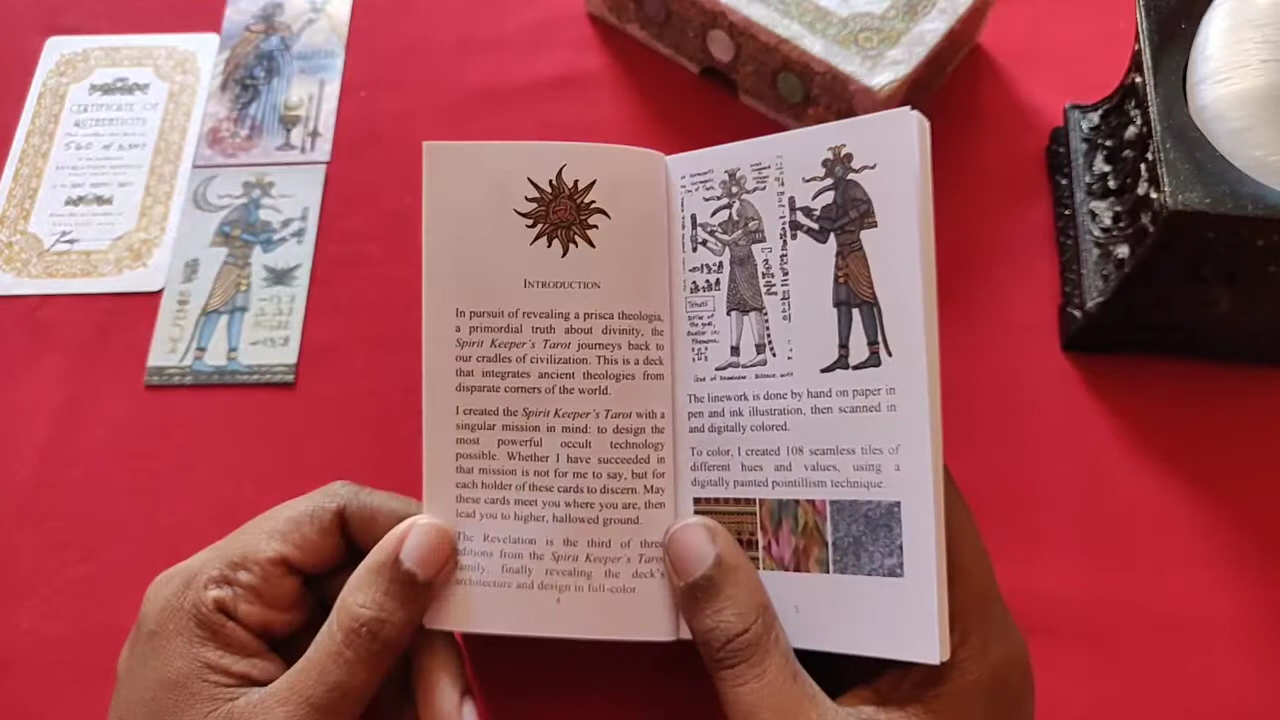 CERTIFICATE OF
AUTHENTICITY
560 of
INTRODUCTION
In pursuit of revealing a prisca theologia,
a primordial truth about divinity, the
Spirit Keeper's Tarot journeys back to
our cradles of civilization. This is a deck
that integrates ancient theologies from
disparate corners of the world.
I created the Spirit Keeper's Tarot with a
singular mission in mind: to design the
most powerful occult technology
possible. Whether I have succeeded in
that mission is not for me to say, but for
each holder of these cards to discern. May
these cards meet you where you are, then
lead you to higher, hallowed ground.
The Revelation is the third of three
editions from the Spirit Keeper's Tarot
family, finally revealing the deck's
architecture and design in full-color.
4
The linework is done by hand on paper in
pen and ink illustration, then scanned in
and digitally colored.
To color, I created 108 seamless tiles of
different hues and values, using a
digitally painted pointillism technique.
5